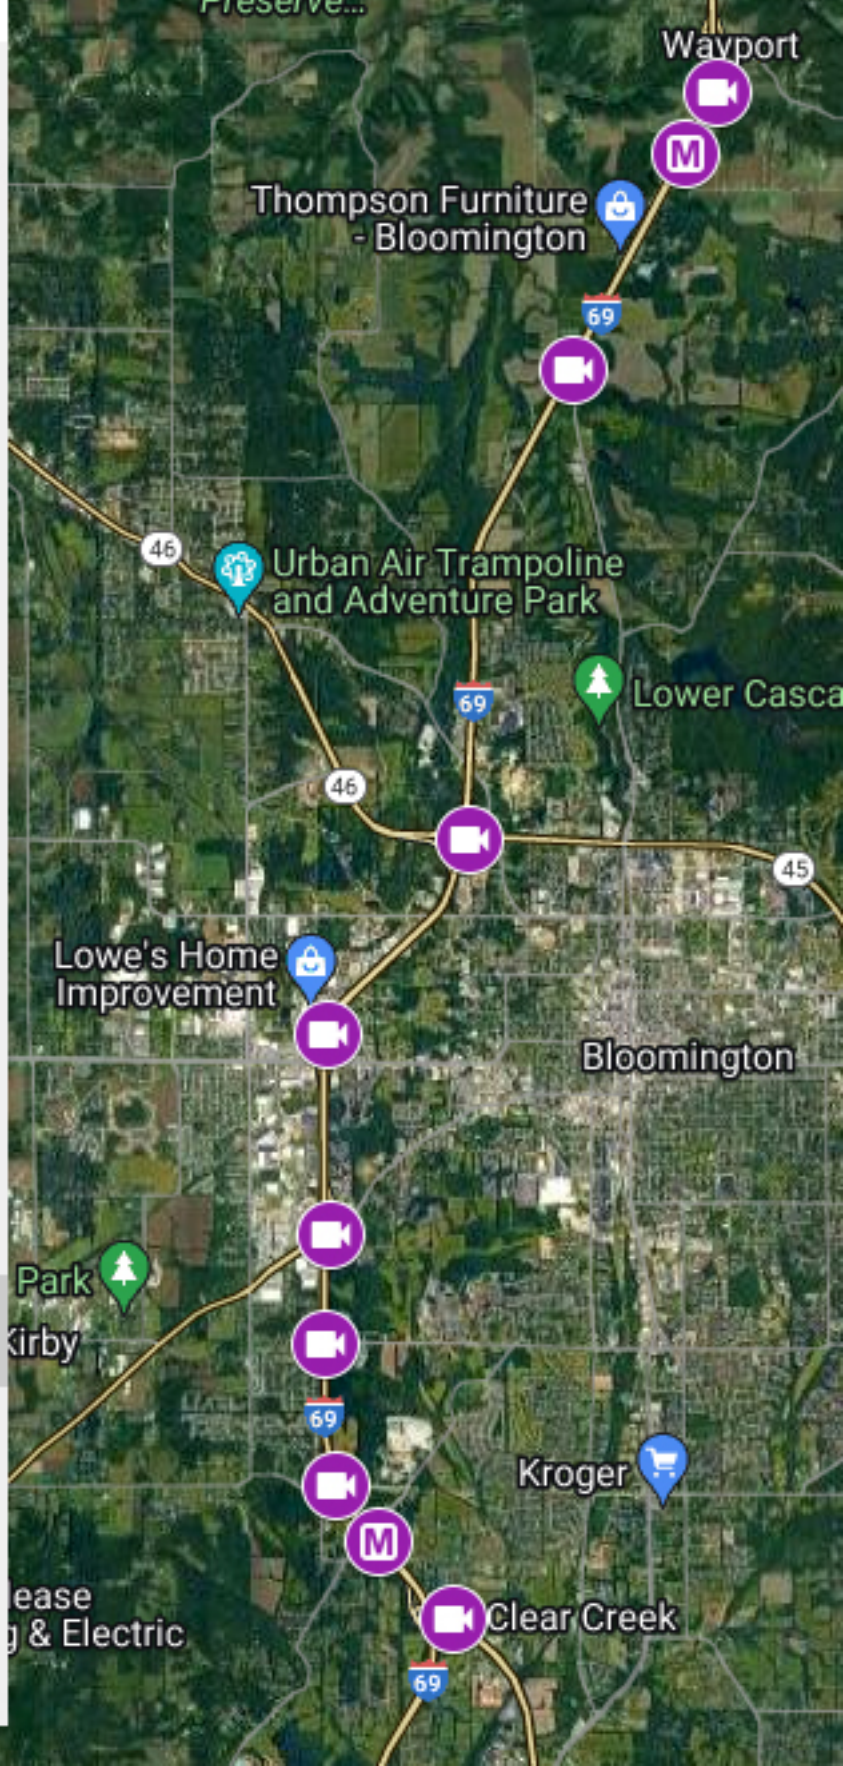 Preserve...
Wayport
M
Thompson Furniture
- Bloomington
69
46
Urban Air Trampoline
and Adventure Park
69
Lower Casca
46
45
Lowe's Home
Improvement
Bloomington
Park
Kirby
69
Kroger
M
lease
g & Electric
Clear Creek
69